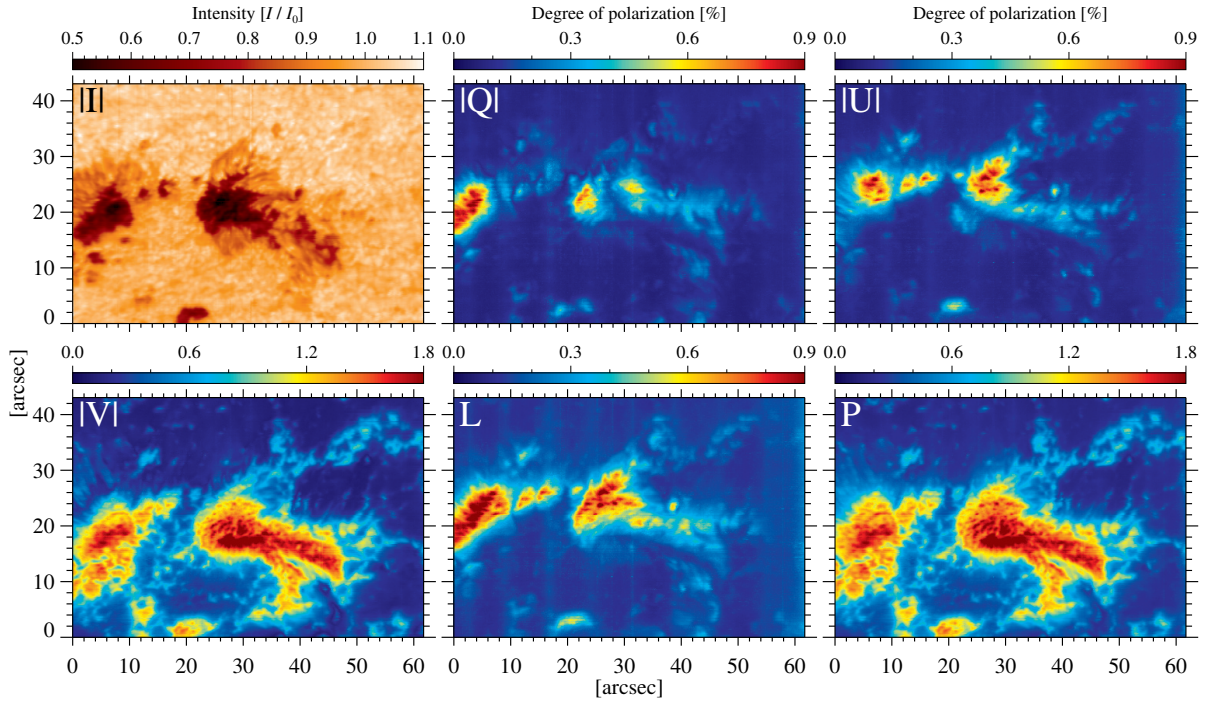 Intensity [I / I0]
Degree of polarization [%]
Degree of polarization [%]
0.5 0.6 0.7 0.8 0.9 1.0 1.1
0.0 0.3 0.6 0.9
0.0 0.3 0.6 0.9
|I|
|Q|
|U|
40
30
20
10
0
0.0 0.6 1.2 1.8
0.0 0.3 0.6 0.9
0.0 0.6 1.2 1.8
|V|
L
P
[arcsec]
40
30
20
10
0
0 10 20 30 40 50 60
0 10 20 30 40 50 60
0 10 20 30 40 50 60
[arcsec]